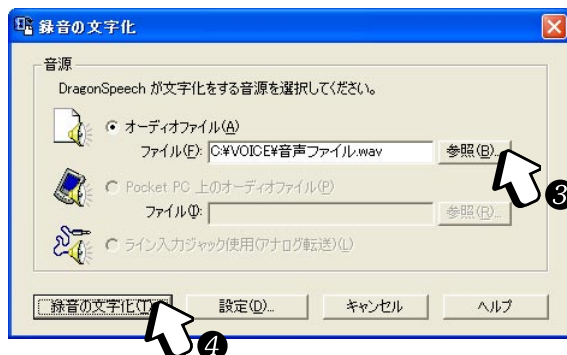 録音の文字化
音源
DragonSpeech が文字化をする音源を選択してください。
オーディオファイル(A)
ファイル(F): C:¥VOICE¥音声ファイル.wav 参照(B)...
❸
Pocket PC 上のオーディオファイル(P)
ファイル(I): 参照(R)...
ライン入力ジャック使用(アナログ転送)(L)
録音の文字化(T)... 設定(D)... キャンセル ヘルプ
❹